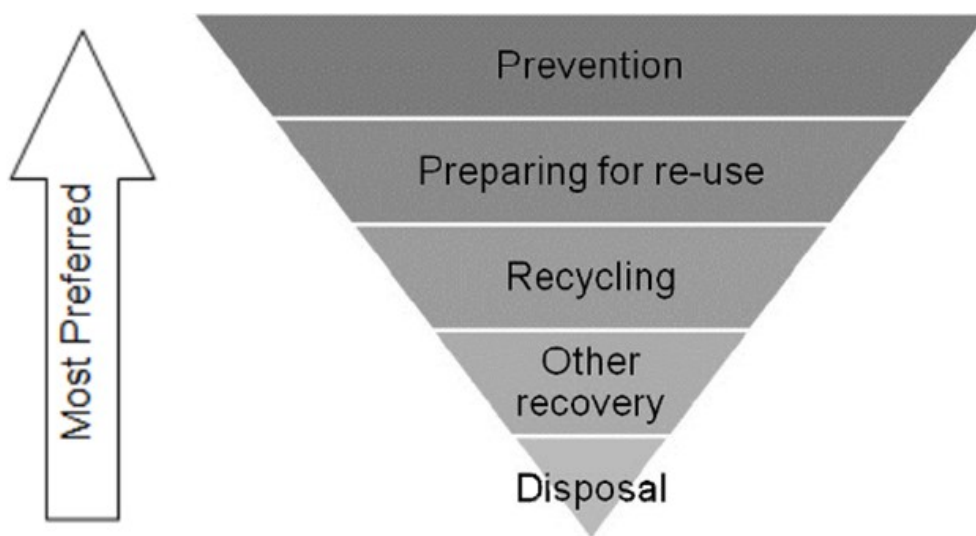 Most Preferred
Prevention
Preparing for re-use
Recycling
Other
recovery
Disposal